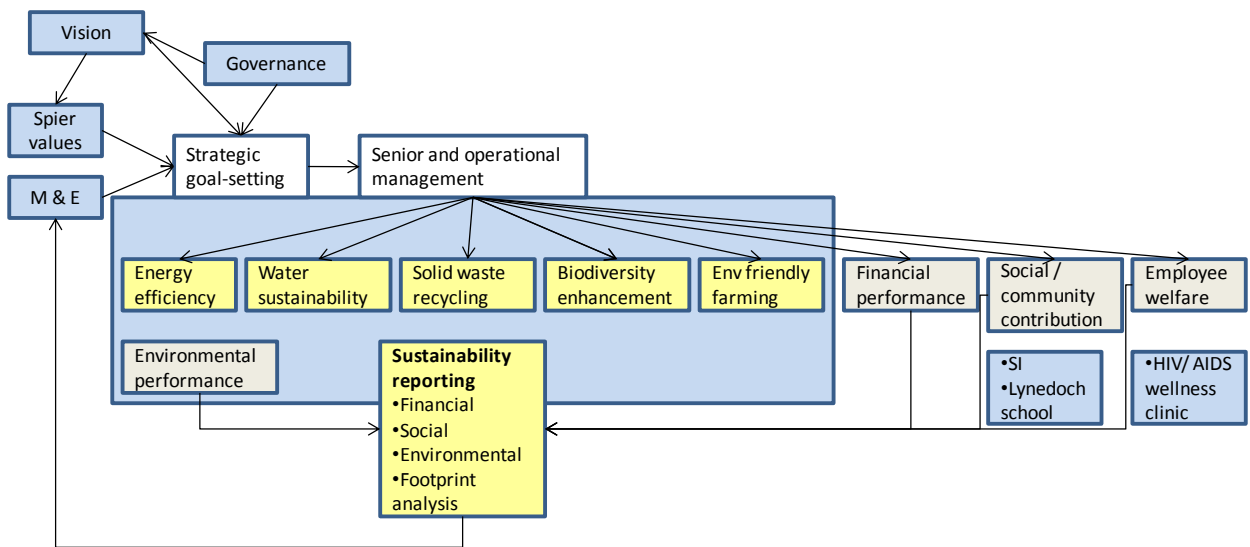 Vision
Governance
Spier
values
Strategic
goal-setting
Senior and operational
management
M & E
Energy
efficiency
Water
sustainability
Solid waste
recycling
Biodiversity
enhancement
Env friendly
farming
Financial
performance
Social /
community
contribution
Employee
welfare
Environmental
performance
Sustainability
reporting
•Financial
•Social
•Environmental
•Footprint
analysis
•SI
•Lynedoch
school
•HIV/ AIDS
wellness
clinic